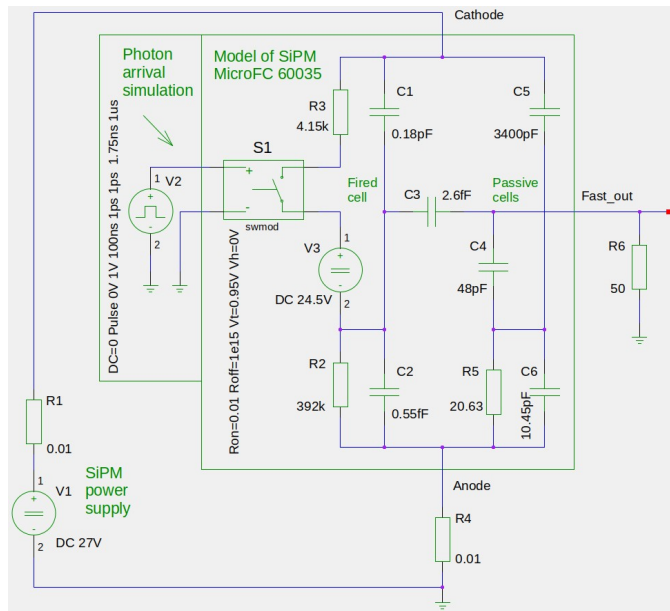 Cathode
Photon
arrival
simulation
Model of SiPM
MicroFC 60035
R3
4.15k
C1
0.18pF
C5
3400pF
S1
1
V2
+
-
2
+
-
swmod
Fired
cell
C3
2.6fF
Passive
cells
Fast_out
V3
1
+
-
2
DC 24.5V
C4
48pF
R6
50
DC=0 Pulse 0V 1V 100ns 1ps 1ps 1.75ns 1us
Ron=0.01 Roff=1e15 Vt=0.95V Vh=0V
R2
392k
C2
0.55fF
R5
20.63
C6
10.45pF
R1
0.01
SiPM
power
supply
1
V1
+
-
2
DC 27V
Anode
R4
0.01